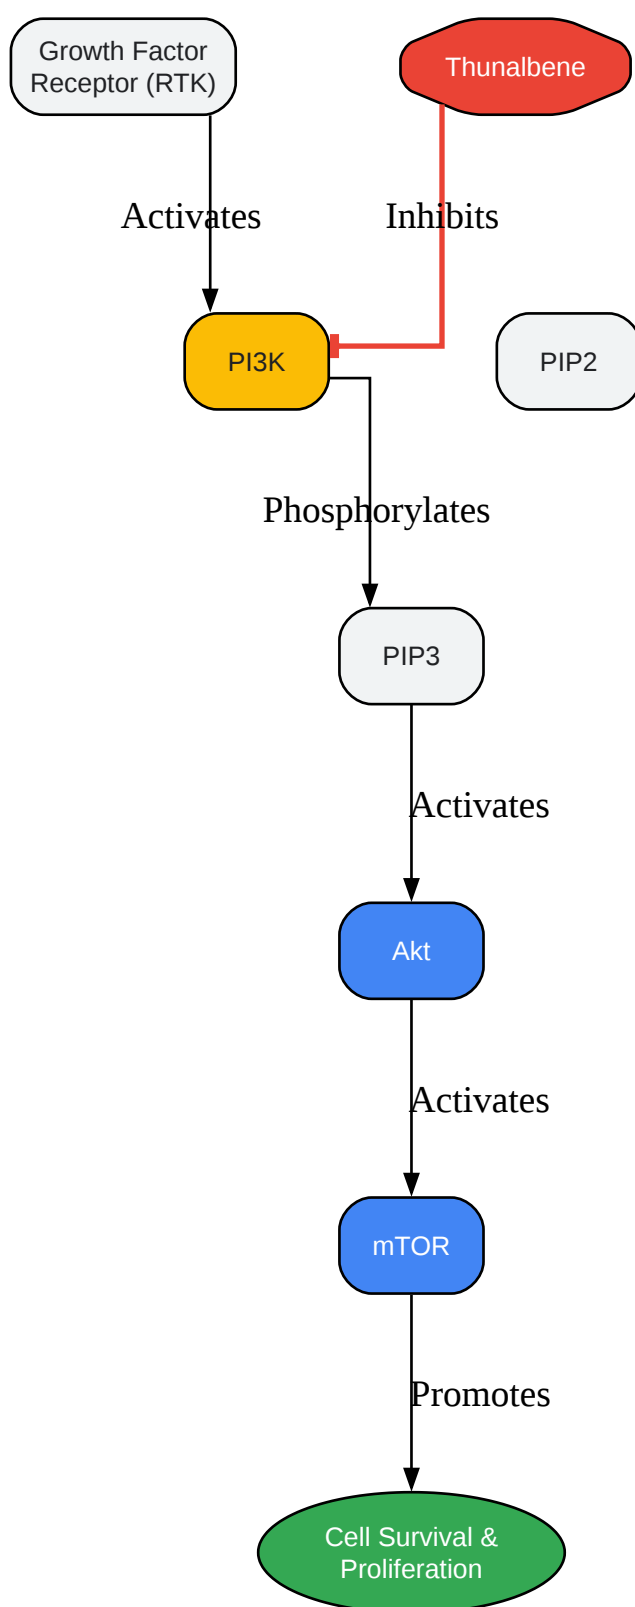 Growth Factor
Receptor (RTK)
Thunalbene
Activates
Inhibits
PI3K
PIP2
Phosphorylates
PIP3
Activates
Akt
Activates
mTOR
Promotes
Cell Survival &
Proliferation